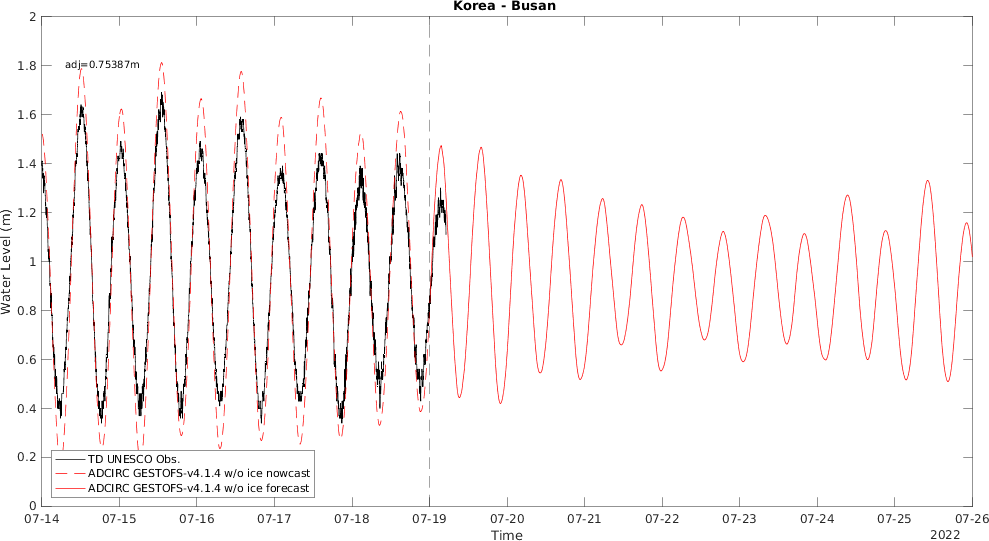 Korea - Busan
adj=0.75387m
Water Level (m)
2
1.8
1.6
1.4
1.2
1
0.8
0.6
0.4
0.2
0
TD UNESCO Obs.
ADCIRC GESTOFS-v4.1.4 w/o ice nowcast
ADCIRC GESTOFS-v4.1.4 w/o ice forecast
07-14 07-15 07-16 07-17 07-18 07-19 07-20 07-21 07-22 07-23 07-24 07-25 07-26
Time
2022